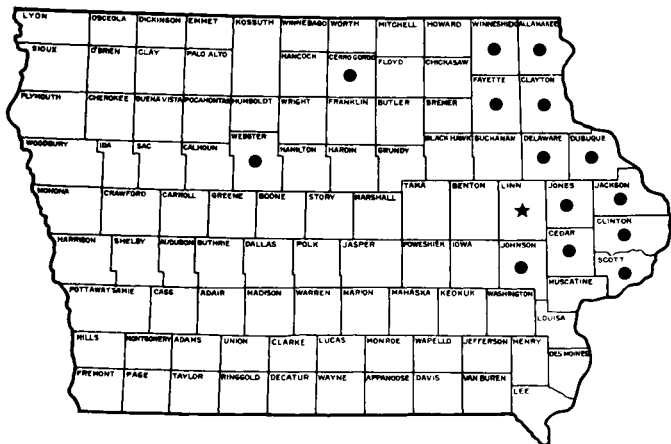 LYON OSCEOLA DICKINSON EMMET KOSSUTH WINNEBAGO WORTH MITCHELL HOWARD WINNESHIEK ALLAMAKEE
SIOUX O'BRIEN CLAY PALO ALTO HANCOCK CERRO GORDO FLOYD CHICKASAW
FAYETTE CLAYTON
PLYMOUTH CHEROKEE BUENA VISTA POCAHONTAS HUMBOLDT WRIGHT FRANKLIN BUTLER BREMER
WOODBURY IDA SAC CALHOUN WEBSTER HAMILTON HARDIN GRUNDY BLACK HAWK BUCHANAN DELAWARE DUBUQUE
MONONA CRAWFORD CARROLL GREENE BOONE STORY MARSHALL TAMA BENTON LINN JONES JACKSON
CLINTON
HARRISON SHELBY AUDUBON GUTHRIE DALLAS POLK JASPER POWESHIEK IOWA JOHNSON CEDAR
SCOTT
MUSCATINE
POTTAWATTAMIE CASS ADAIR MADISON WARREN MARION MAHASKA KEOKUK WASHINGTON
LOUISA
MILLS MONTGOMERY ADAMS UNION CLARKE LUCAS MONROE WAPELLO JEFFERSON HENRY
DES MOINES
FREMONT PAGE TAYLOR RINGGOLD DECATUR WAYNE APPANOOSE DAVIS VAN BUREN
LEE